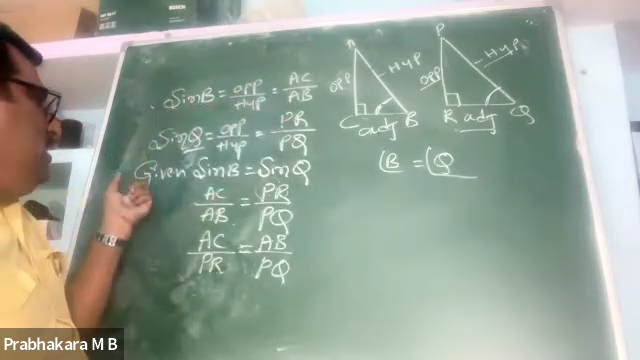 BOSCH
SinB = opp/Hyp = AC/AB
SinQ = opp/Hyp = PR/PQ
Given SinB = SinQ
AC/AB = PR/PQ
AC/PR = AB/PQ
A
opp
Hyp
C adj B
P
opp
Hyp
R adj Q
∠B = ∠Q
Prabhakara M B